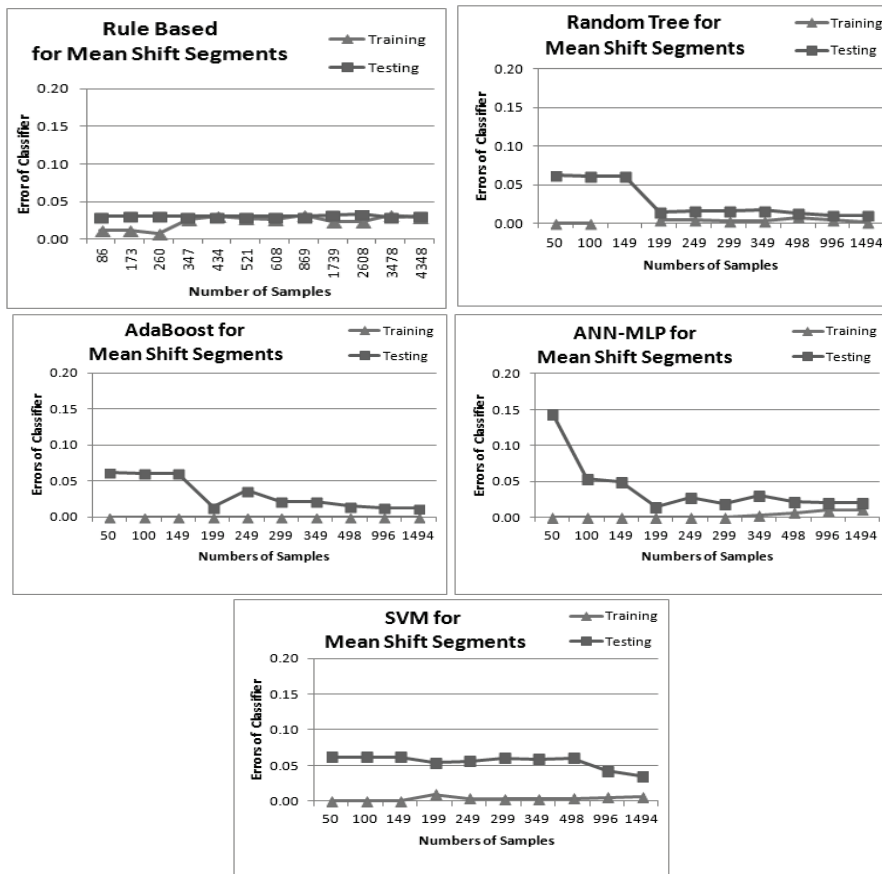 Rule Based
for Mean Shift Segments
Training
Testing
Error of Classifier
0.20
0.15
0.10
0.05
0.00
86 173 260 347 434 521 608 869 1739 2608 3478 4348
Number of Samples
Random Tree for
Mean Shift Segments
Training
Testing
Errors of Classifier
0.20
0.15
0.10
0.05
0.00
50 100 149 199 249 299 349 498 996 1494
Numbers of Samples
AdaBoost for
Mean Shift Segments
Training
Testing
Errors of Classifier
0.20
0.15
0.10
0.05
0.00
50 100 149 199 249 299 349 498 996 1494
Numbers of Samples
ANN-MLP for
Mean Shift Segments
Training
Testing
Errors of Classifier
0.20
0.15
0.10
0.05
0.00
50 100 149 199 249 299 349 498 996 1494
Numbers of Samples
SVM for
Mean Shift Segments
Training
Testing
Errors of Classifier
0.20
0.15
0.10
0.05
0.00
50 100 149 199 249 299 349 498 996 1494
Numbers of Samples